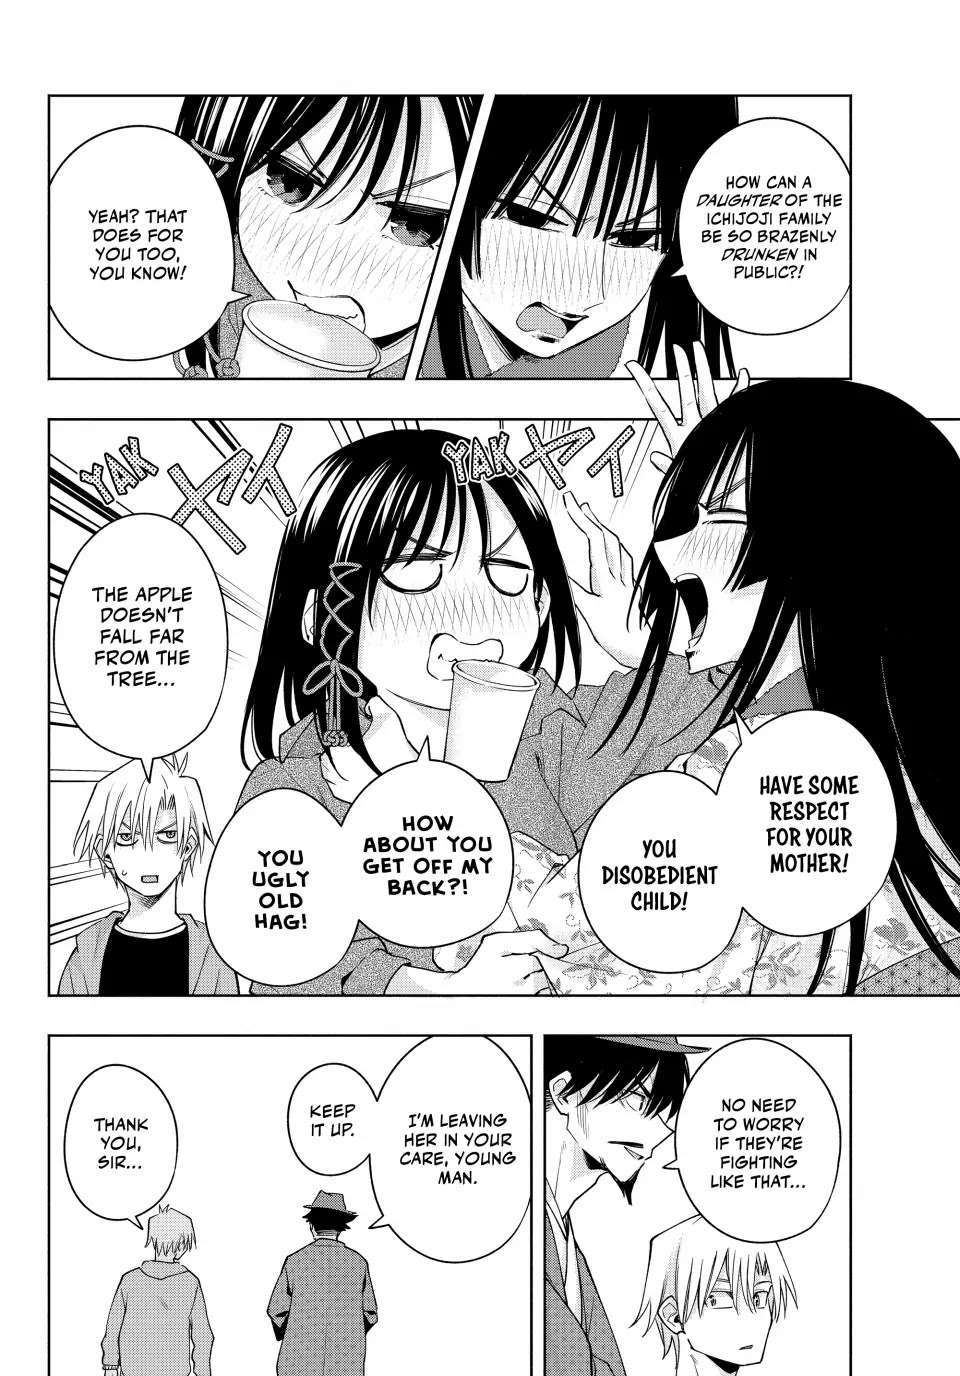 HOW CAN A
DAUGHTER OF THE
ICHIJOJI FAMILY
BE SO BRAZENLY
DRUNKEN IN
PUBLIC?!
YEAH? THAT
DOES FOR
YOU TOO,
YOU KNOW!
YAK
ヤイ
YAK
ヤイ
HAVE SOME
RESPECT
FOR YOUR
MOTHER!
YOU
DISOBEDIENT
CHILD!
HOW
ABOUT YOU
GET OFF MY
BACK?!
YOU
UGLY
OLD
HAG!
THE APPLE
DOESN'T
FALL FAR
FROM THE
TREE...
NO NEED
TO WORRY
IF THEY'RE
FIGHTING
LIKE THAT...
I'M LEAVING
HER IN YOUR
CARE, YOUNG
MAN.
KEEP
IT UP.
THANK
YOU,
SIR...